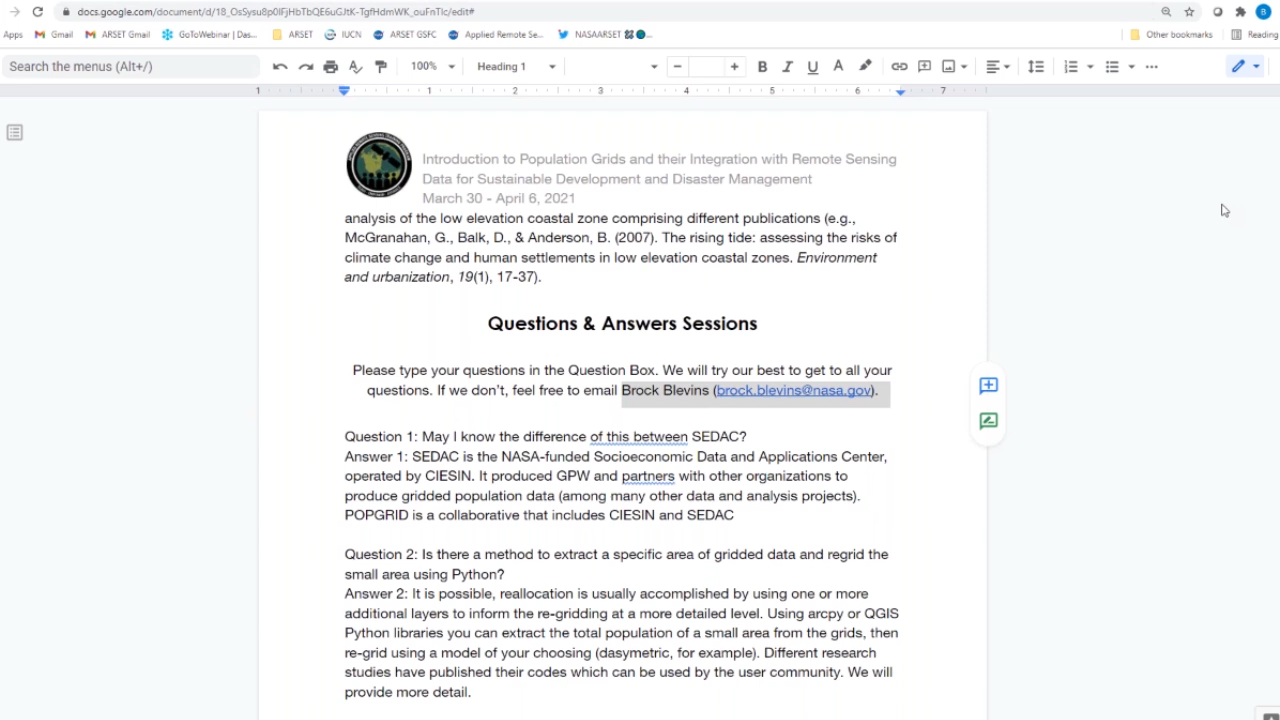 docs.google.com/document/d/18_OsSysu8p0lFjHbTbQE6uGJtK-TgfHdmWK_ouFnTlc/edit#
B
Apps Gmail ARSET Gmail GoToWebinar | Das... ARSET IUCN ARSET GSFC Applied Remote Se... NASAARSET Other bookmarks Reading
Search the menus (Alt+/) 100% Heading 1 − + B I U A
1 1 2 3 4 5 6 7
Introduction to Population Grids and their Integration with Remote Sensing
Data for Sustainable Development and Disaster Management
March 30 - April 6, 2021
analysis of the low elevation coastal zone comprising different publications (e.g.,
McGranahan, G., Balk, D., & Anderson, B. (2007). The rising tide: assessing the risks of
climate change and human settlements in low elevation coastal zones. Environment
and urbanization, 19(1), 17-37).
Questions & Answers Sessions
Please type your questions in the Question Box. We will try our best to get to all your
questions. If we don't, feel free to email Brock Blevins (brock.blevins@nasa.gov).
Question 1: May I know the difference of this between SEDAC?
Answer 1: SEDAC is the NASA-funded Socioeconomic Data and Applications Center,
operated by CIESIN. It produced GPW and partners with other organizations to
produce gridded population data (among many other data and analysis projects).
POPGRID is a collaborative that includes CIESIN and SEDAC
Question 2: Is there a method to extract a specific area of gridded data and regrid the
small area using Python?
Answer 2: It is possible, reallocation is usually accomplished by using one or more
additional layers to inform the re-gridding at a more detailed level. Using arcpy or QGIS
Python libraries you can extract the total population of a small area from the grids, then
re-grid using a model of your choosing (dasymetric, for example). Different research
studies have published their codes which can be used by the user community. We will
provide more detail.